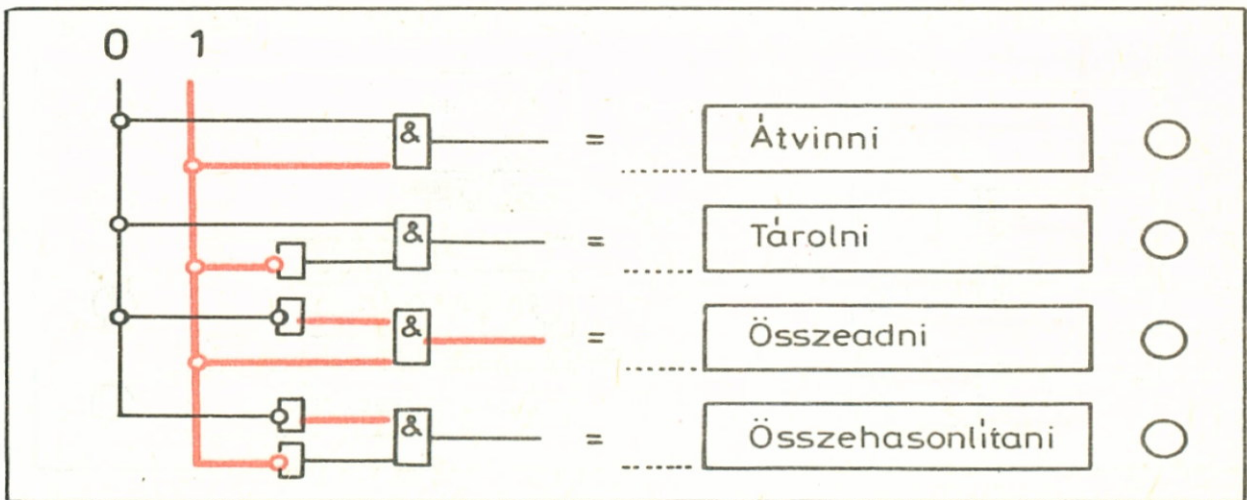 0 1
& = Átvinni
& = Tárolni
& = Összeadni
& = Összehasonlítani